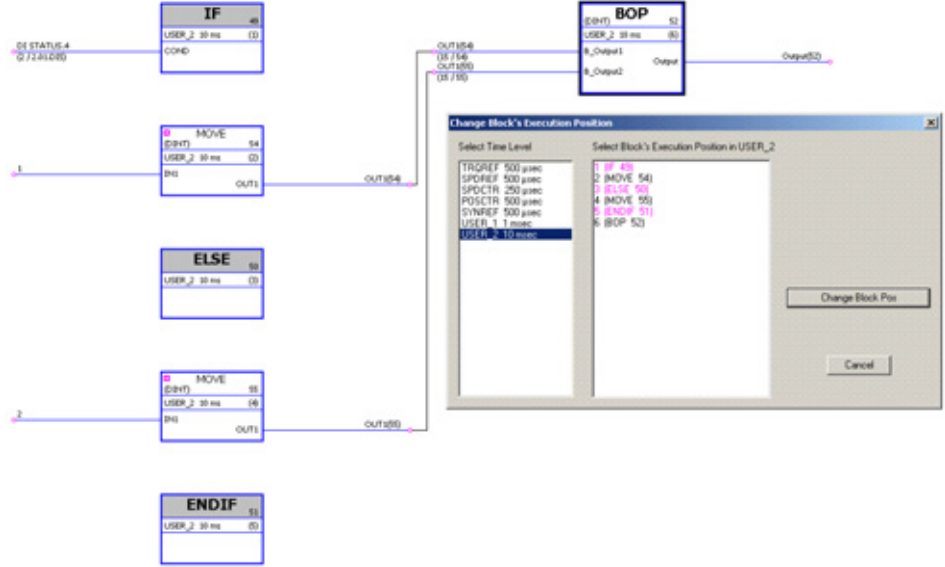 IF
49
USER_2 10 ms (1)
DI STATUS.4
(2 / 2.01.DI5)
COND
MOVE
(DINT) 54
USER_2 10 ms (2)
1
IN1
OUT1
OUT1(54)
ELSE
50
USER_2 10 ms (3)
MOVE
(DINT) 55
USER_2 10 ms (4)
2
IN1
OUT1
OUT1(55)
ENDIF
51
USER_2 10 ms (5)
BOP
(DINT) 52
USER_2 10 ms (6)
OUT1(54)
(15 / 54)
OUT1(55)
(15 / 55)
B_Output1
B_Output2
Output
Output(52)
Change Block's Execution Position
Select Time Level
TRQREF 500 µsec
SPDREF 500 µsec
SPDCTR 250 µsec
POSCTR 500 µsec
SYNREF 500 µsec
USER_1 1 msec
USER_2 10 msec
Select Block's Execution Position in USER_2
1 (IF 49)
2 (MOVE 54)
3 (ELSE 50)
4 (MOVE 55)
5 (ENDIF 51)
6 (BOP 52)
Change Block Pos
Cancel